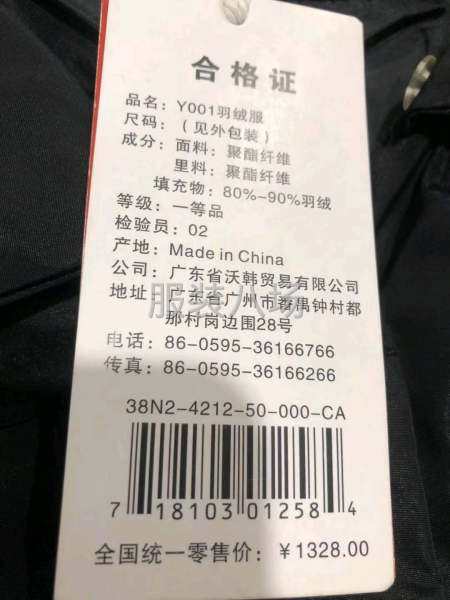 合格证
品名：Y001羽绒服
尺码：（见外包装）
成分：面料：聚酯纤维
里料：聚酯纤维
填充物：80%~90%羽绒
等级：一等品
检验员：02
产地：Made in China
公司：广东省沃韩贸易有限公司
地址：广东省广州市番禺钟村都
那村岗边围28号
服装八场
电话：86-0595-36166766
传真：86-0595-36166266
38N2-4212-50-000-CA
7 18103 01258 4
全国统一零售价：￥1328.00